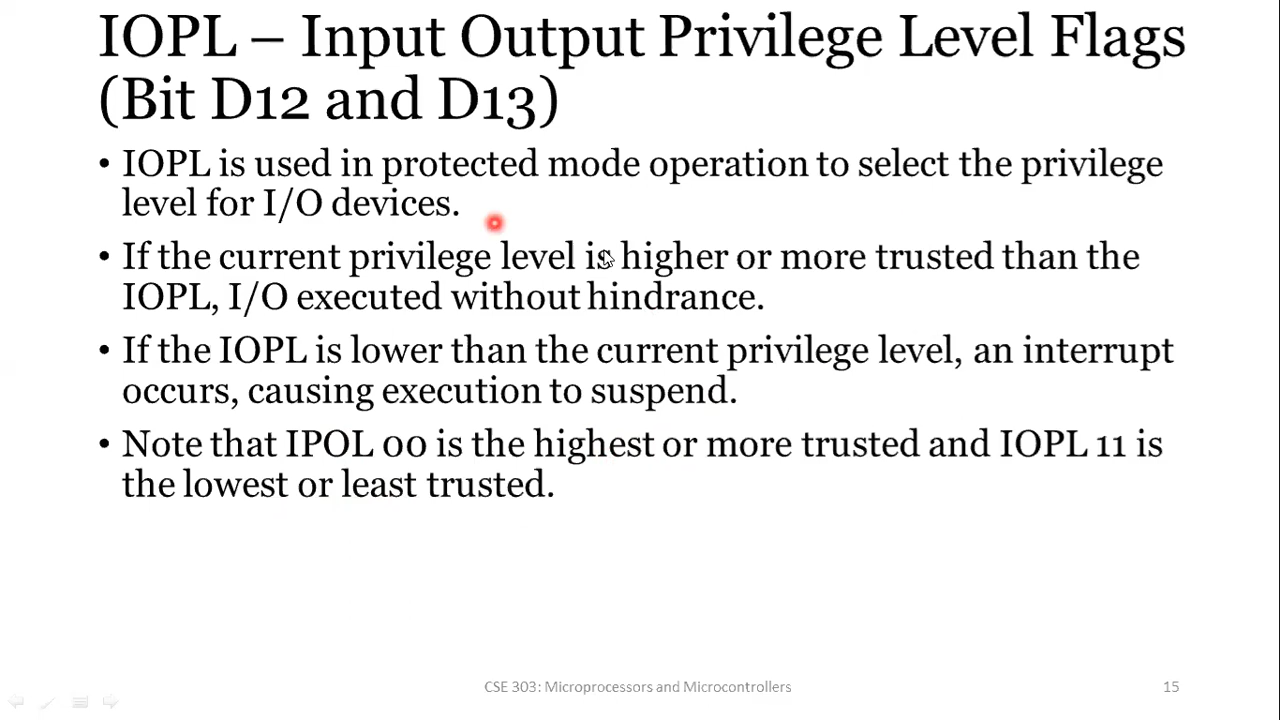 IOPL – Input Output Privilege Level Flags
(Bit D12 and D13)
• IOPL is used in protected mode operation to select the privilege
level for I/O devices.
• If the current privilege level is higher or more trusted than the
IOPL, I/O executed without hindrance.
• If the IOPL is lower than the current privilege level, an interrupt
occurs, causing execution to suspend.
• Note that IPOL 00 is the highest or more trusted and IOPL 11 is
the lowest or least trusted.
CSE 303: Microprocessors and Microcontrollers
15